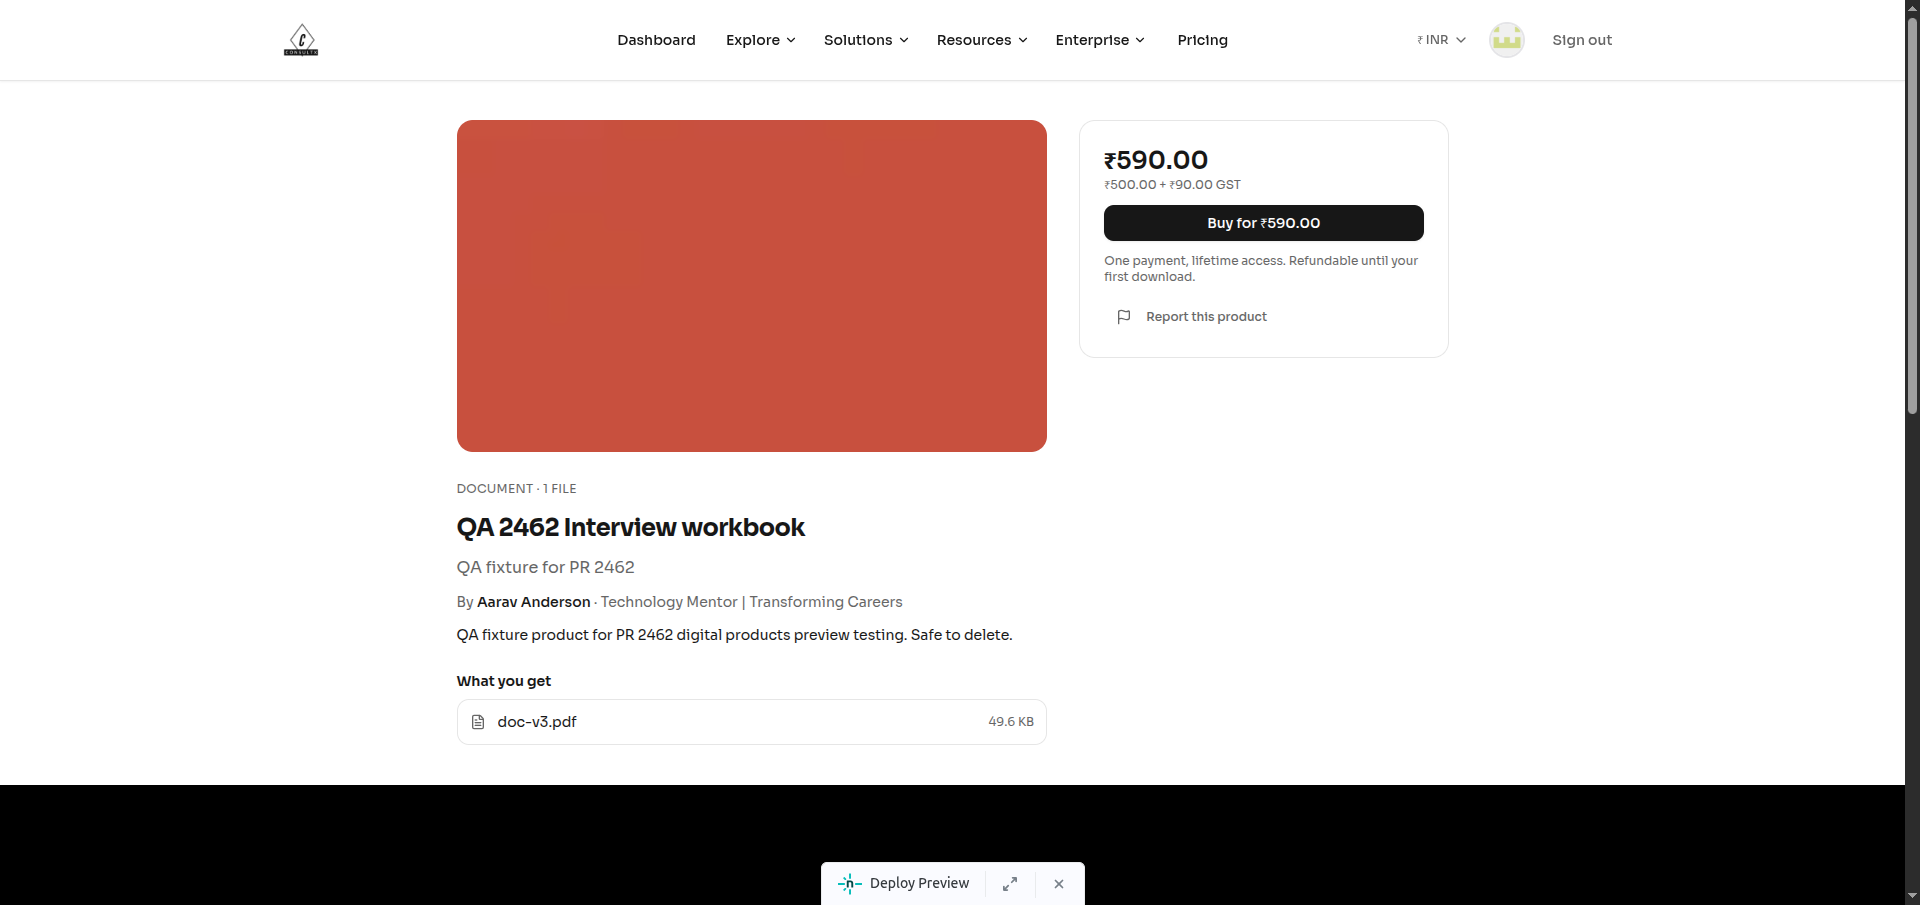 C
CONSULTX
Dashboard
Explore
Solutions
Resources
Enterprise
Pricing
₹ INR
Sign out
₹590.00
₹500.00 + ₹90.00 GST
Buy for ₹590.00
One payment, lifetime access. Refundable until your
first download.
Report this product
DOCUMENT · 1 FILE
QA 2462 Interview workbook
QA fixture for PR 2462
By Aarav Anderson · Technology Mentor | Transforming Careers
QA fixture product for PR 2462 digital products preview testing. Safe to delete.
What you get
doc-v3.pdf
49.6 KB
n
Deploy Preview